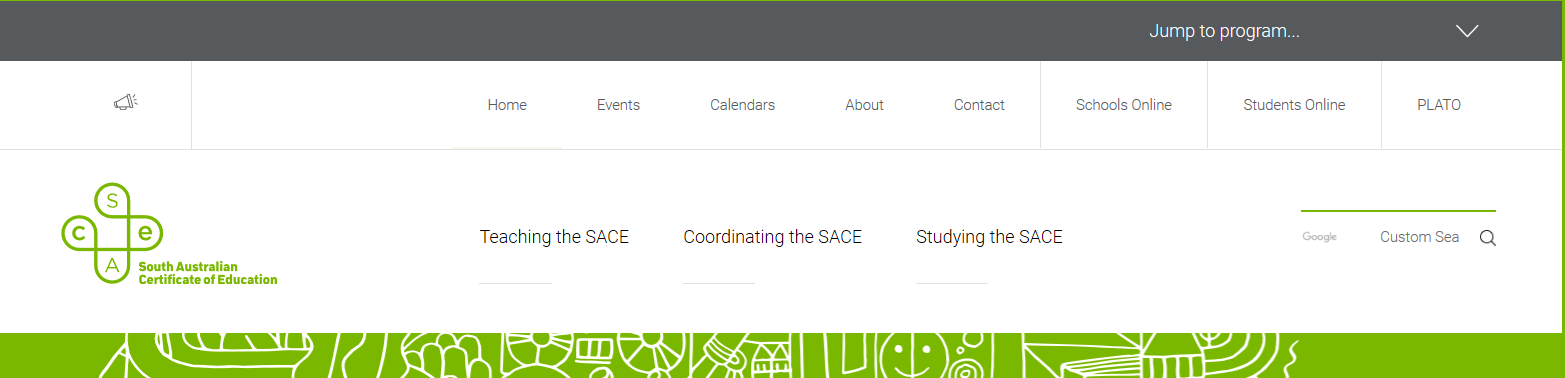 Jump to program...
Home Events Calendars About Contact Schools Online Students Online PLATO
S
c e
A
South Australian
Certificate of Education
Teaching the SACE Coordinating the SACE Studying the SACE
Google Custom Sea